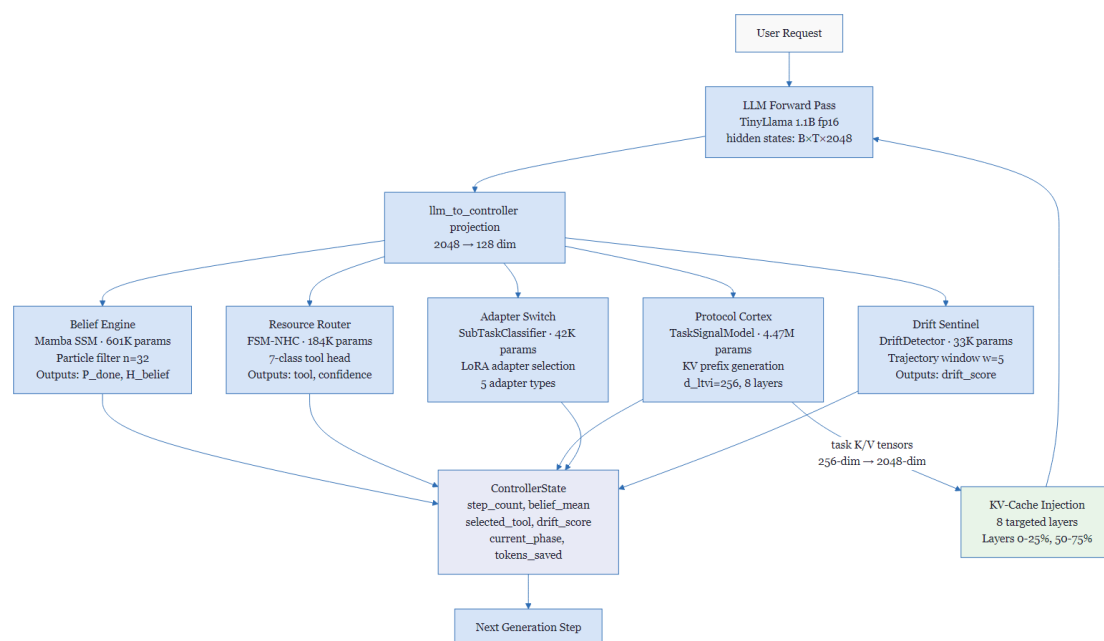 User Request
LLM Forward Pass
TinyLlama 1.1B fp16
hidden states: B×T×2048
llm_to_controller
projection
2048 → 128 dim
Belief Engine
Mamba SSM · 601K params
Particle filter n=32
Outputs: P_done, H_belief
Resource Router
FSM-NHC · 184K params
7-class tool head
Outputs: tool, confidence
Adapter Switch
SubTaskClassifier · 42K
params
LoRA adapter selection
5 adapter types
Protocol Cortex
TaskSignalModel · 4.47M
params
KV prefix generation
d_ltvi=256, 8 layers
Drift Sentinel
DriftDetector · 33K params
Trajectory window w=5
Outputs: drift_score
task K/V tensors
256-dim → 2048-dim
ControllerState
step_count, belief_mean
selected_tool, drift_score
current_phase,
tokens_saved
KV-Cache Injection
8 targeted layers
Layers 0-25%, 50-75%
Next Generation Step